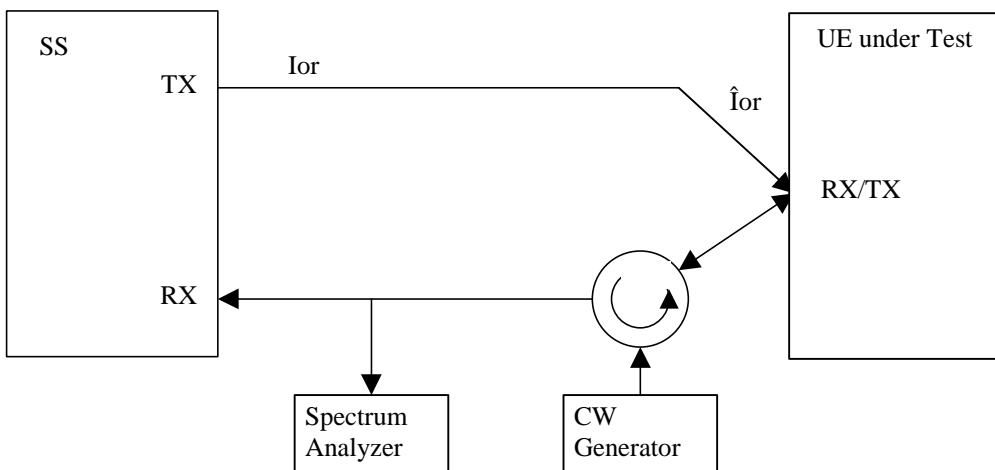 SS
UE under Test
Ior
TX
Îor
RX/TX
RX
Spectrum
Analyzer
CW
Generator